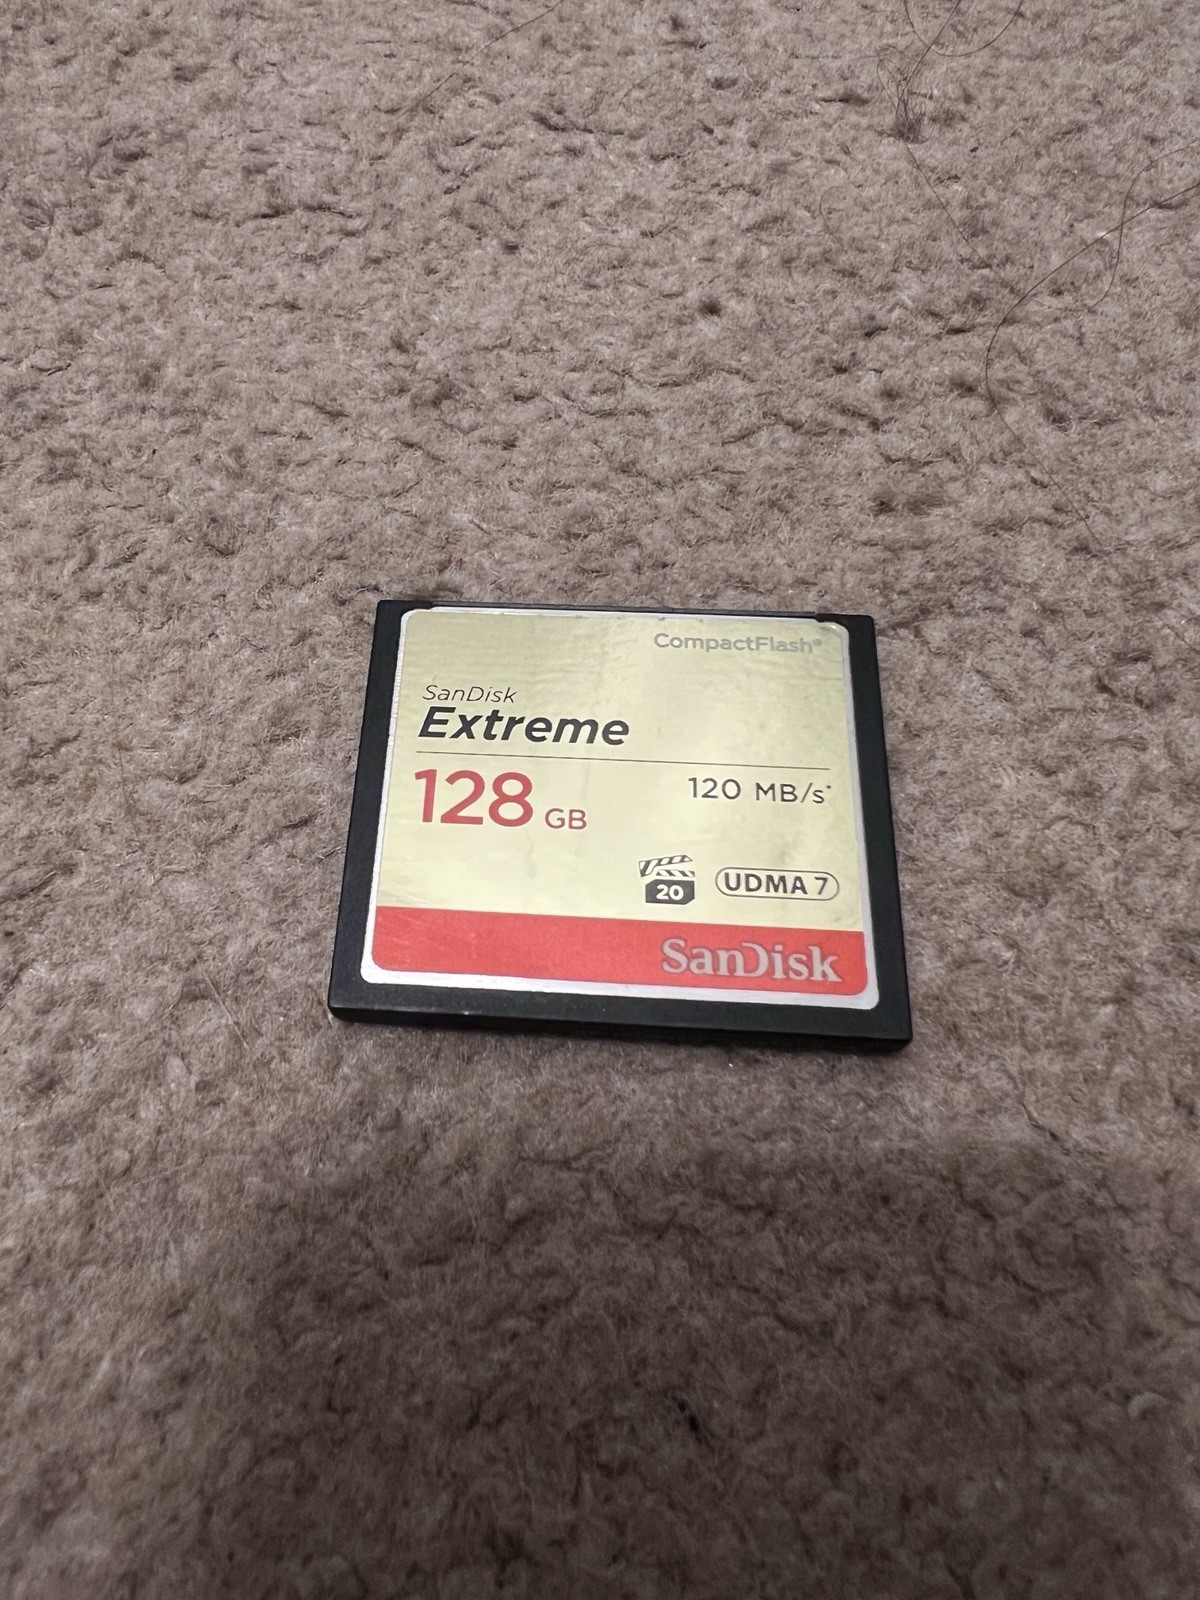 CompactFlash®
SanDisk
Extreme
128 GB
120 MB/s*
20
UDMA 7
SanDisk